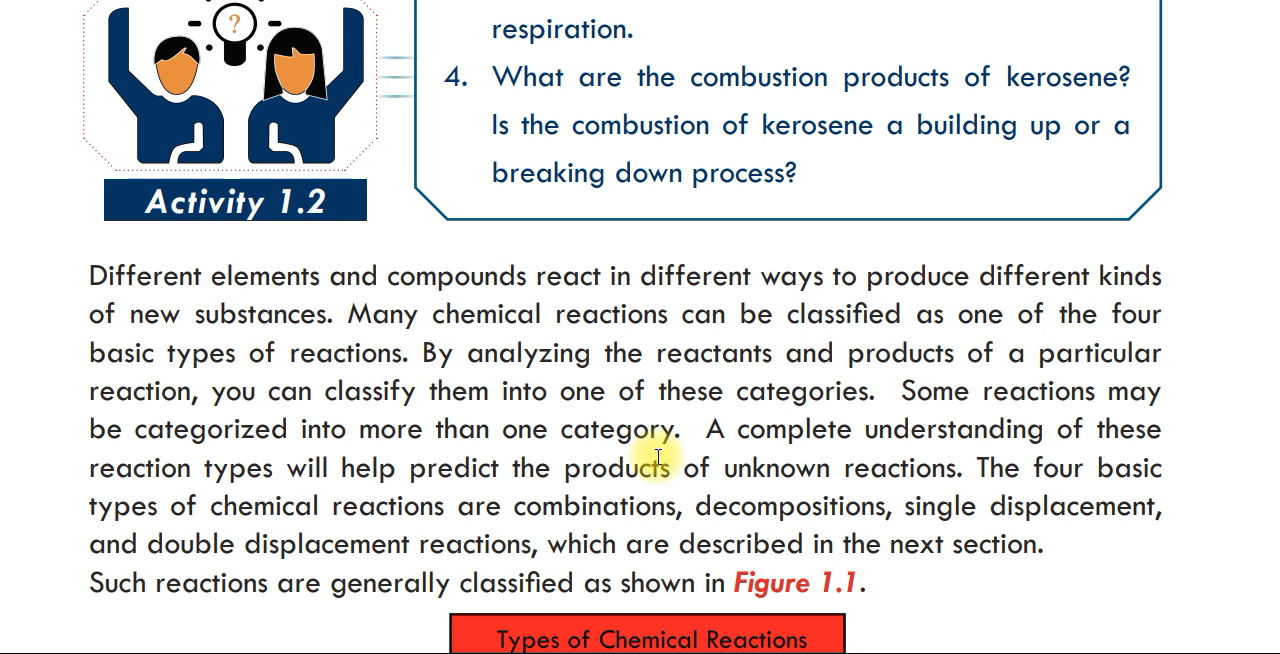 ?
respiration.
4. What are the combustion products of kerosene?
Is the combustion of kerosene a building up or a
breaking down process?
Activity 1.2
Different elements and compounds react in different ways to produce different kinds
of new substances. Many chemical reactions can be classified as one of the four
basic types of reactions. By analyzing the reactants and products of a particular
reaction, you can classify them into one of these categories. Some reactions may
be categorized into more than one category. A complete understanding of these
reaction types will help predict the products of unknown reactions. The four basic
types of chemical reactions are combinations, decompositions, single displacement,
and double displacement reactions, which are described in the next section.
Such reactions are generally classified as shown in Figure 1.1.
Types of Chemical Reactions